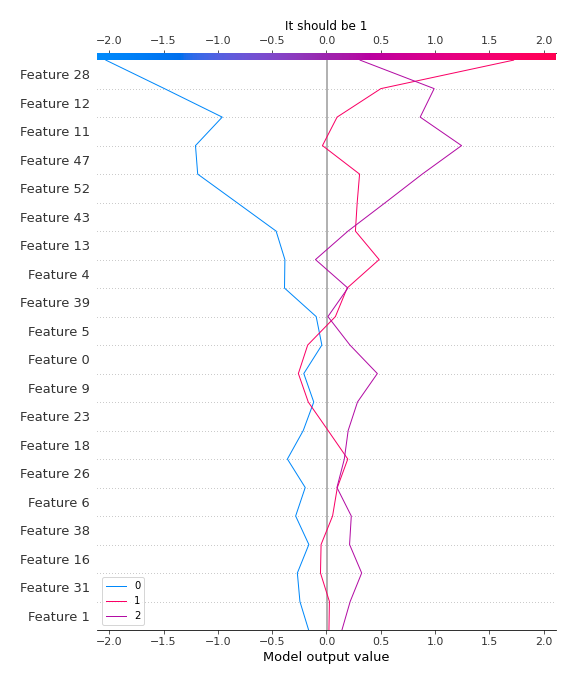 It should be 1
−2.0 −1.5 −1.0 −0.5 0.0 0.5 1.0 1.5 2.0
Feature 28
Feature 12
Feature 11
Feature 47
Feature 52
Feature 43
Feature 13
Feature 4
Feature 39
Feature 5
Feature 0
Feature 9
Feature 23
Feature 18
Feature 26
Feature 6
Feature 38
Feature 16
Feature 31
Feature 1
0
1
2
−2.0 −1.5 −1.0 −0.5 0.0 0.5 1.0 1.5 2.0
Model output value